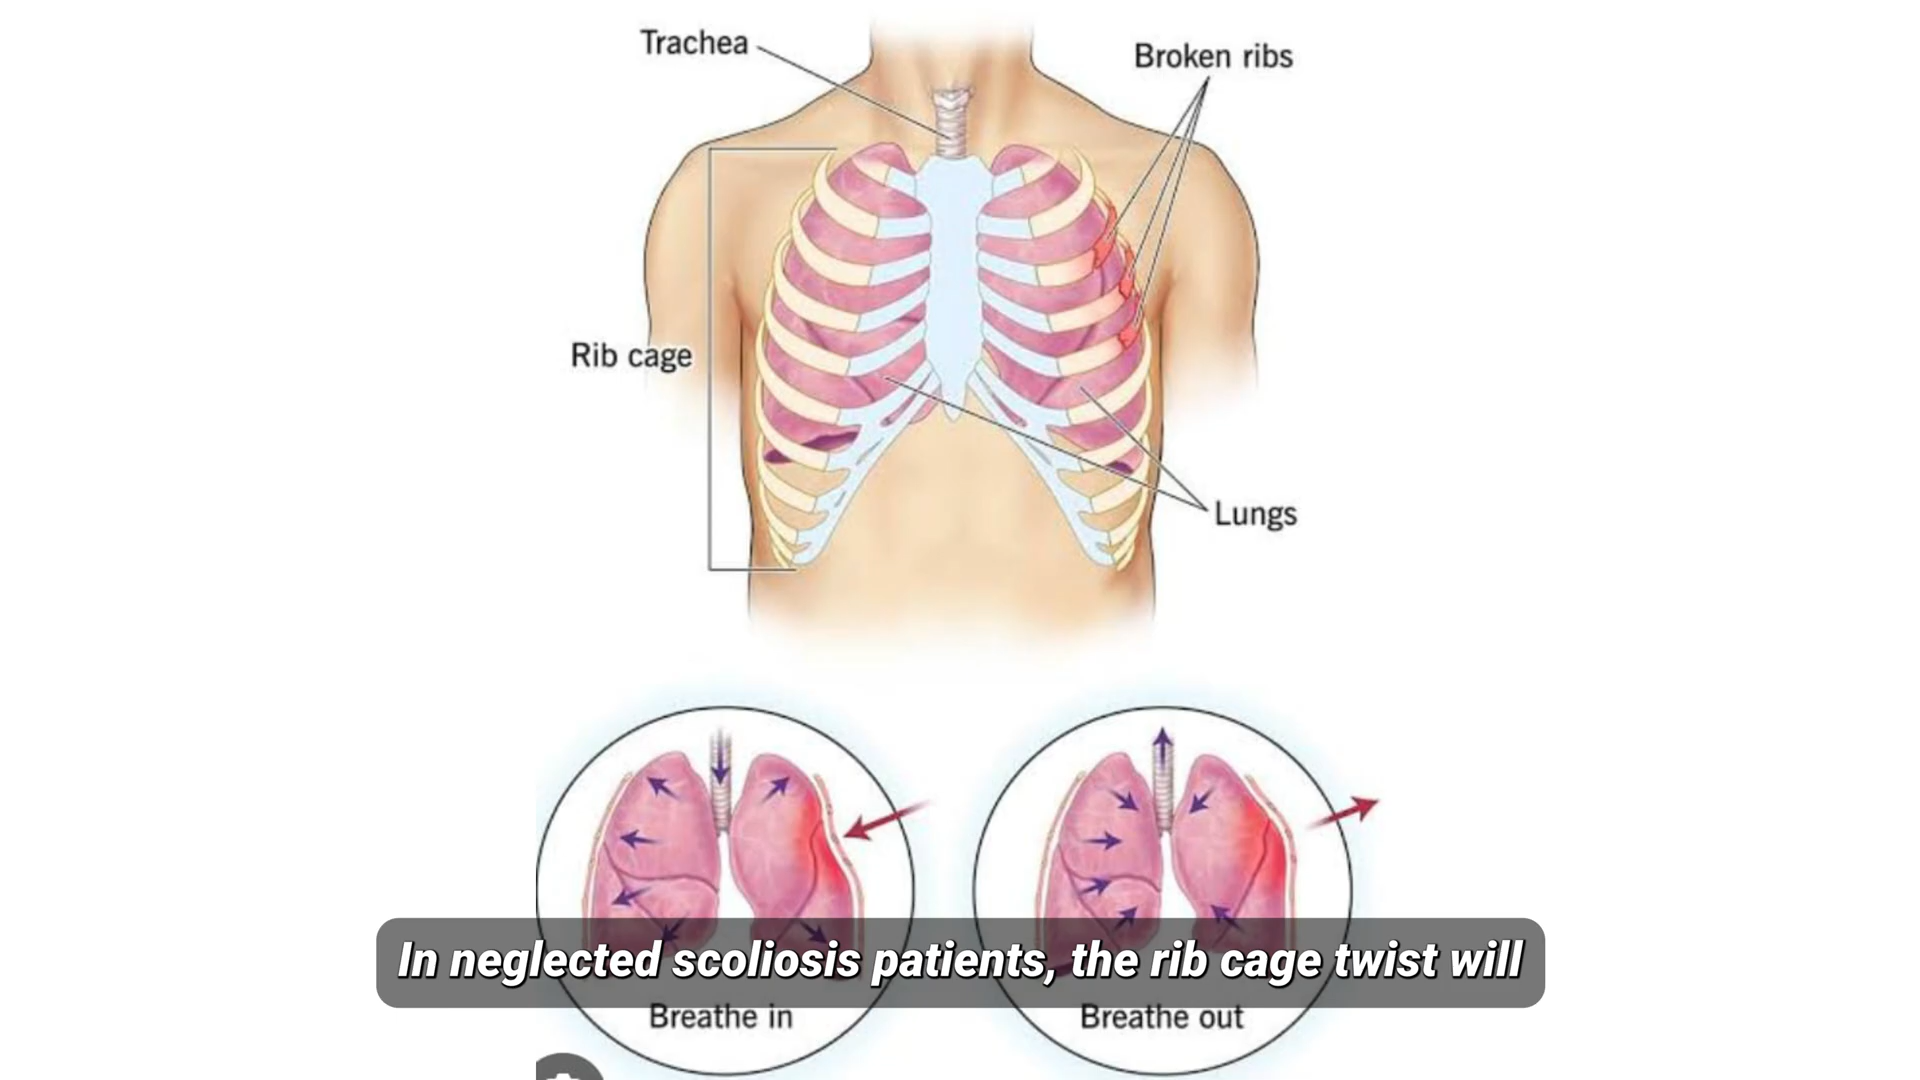 Trachea
Broken ribs
Rib cage
Lungs
In neglected scoliosis patients, the rib cage twist will
Breathe in
Breathe out